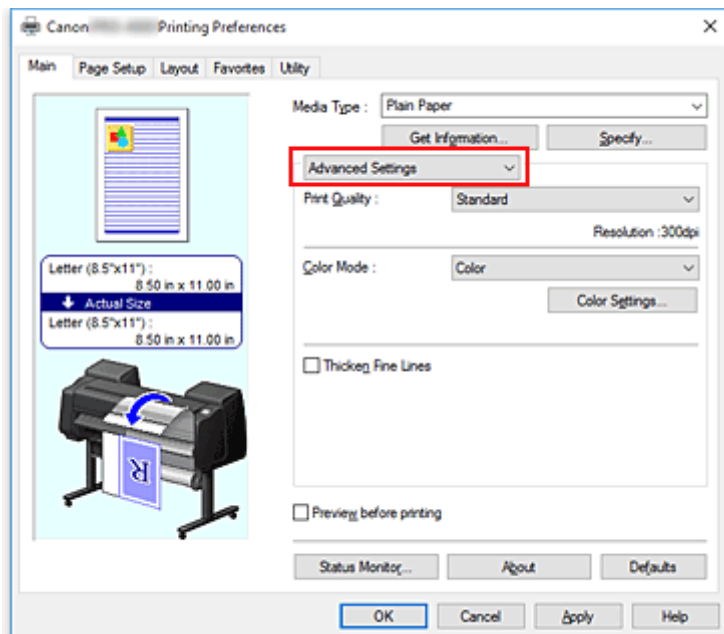 Canon Printing Preferences
Main Page Setup Layout Favorites Utility
Media Type : Plain Paper
Get Information... Specify...
Advanced Settings
Print Quality : Standard
Resolution :300dpi
Color Mode : Color
Color Settings...
Thicken Fine Lines
Letter (8.5"x11") :
8.50 in x 11.00 in
Actual Size
Letter (8.5"x11") :
8.50 in x 11.00 in
R
Preview before printing
Status Monitor... About Defaults
OK Cancel Apply Help